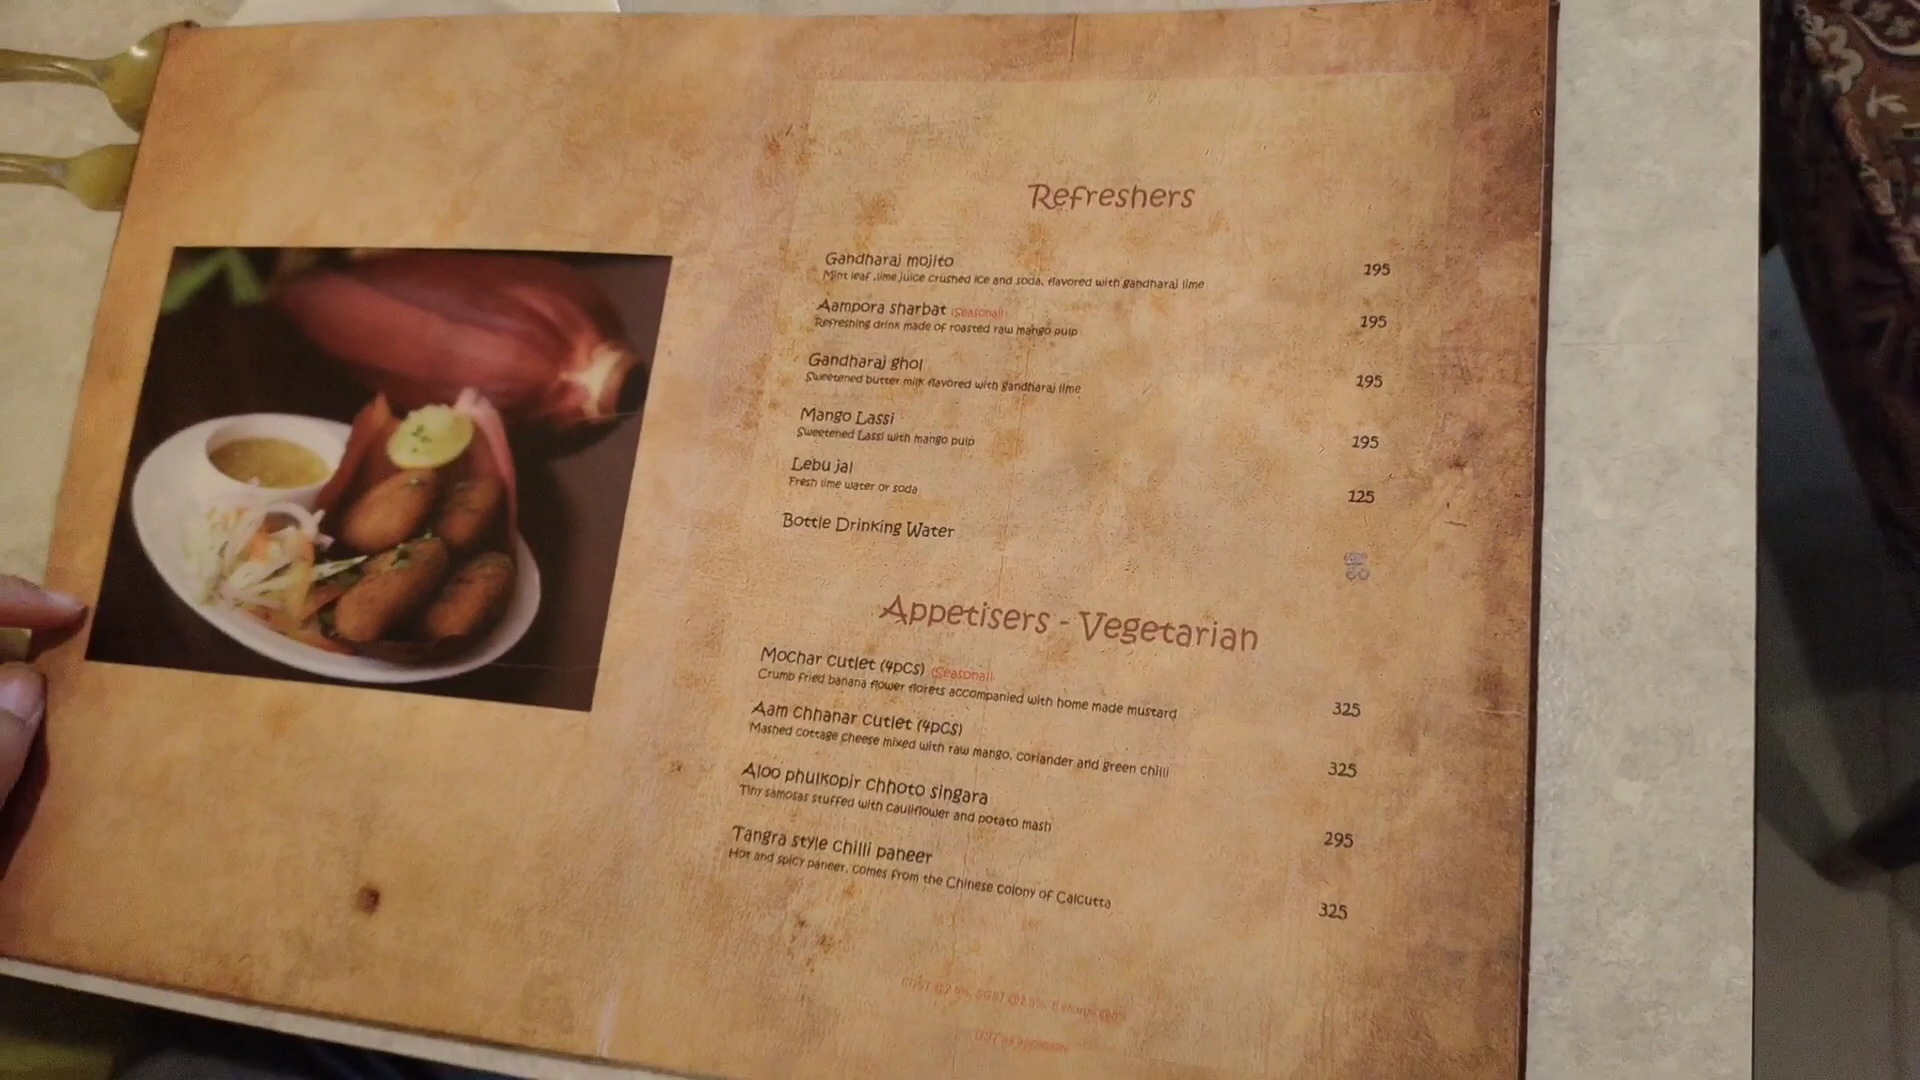 Refreshers
Gandharaj mojito 195
Mint leaf ,lime juice crushed ice and soda, flavored with gandharaj lime
Aampora sharbat (Seasonal) 195
Refreshing drink made of roasted raw mango pulp
Gandharaj ghol 195
Sweetened butter milk flavored with gandharaj lime
Mango Lassi 195
Sweetened Lassi with mango pulp
Lebu jal 125
Fresh lime water or soda
Bottle Drinking Water
Appetisers - Vegetarian
Mochar cutlet (4pcs) (Seasonal) 325
Crumb fried banana flower florets accompanied with home made mustard
Aam chhanar cutlet (4pcs) 325
Mashed cottage cheese mixed with raw mango, coriander and green chilli
Aloo phulkopir chhoto singara 295
Tiny samosas stuffed with cauliflower and potato mash
Tangra style chilli paneer 325
Hot and spicy paneer, comes from the Chinese colony of Calcutta